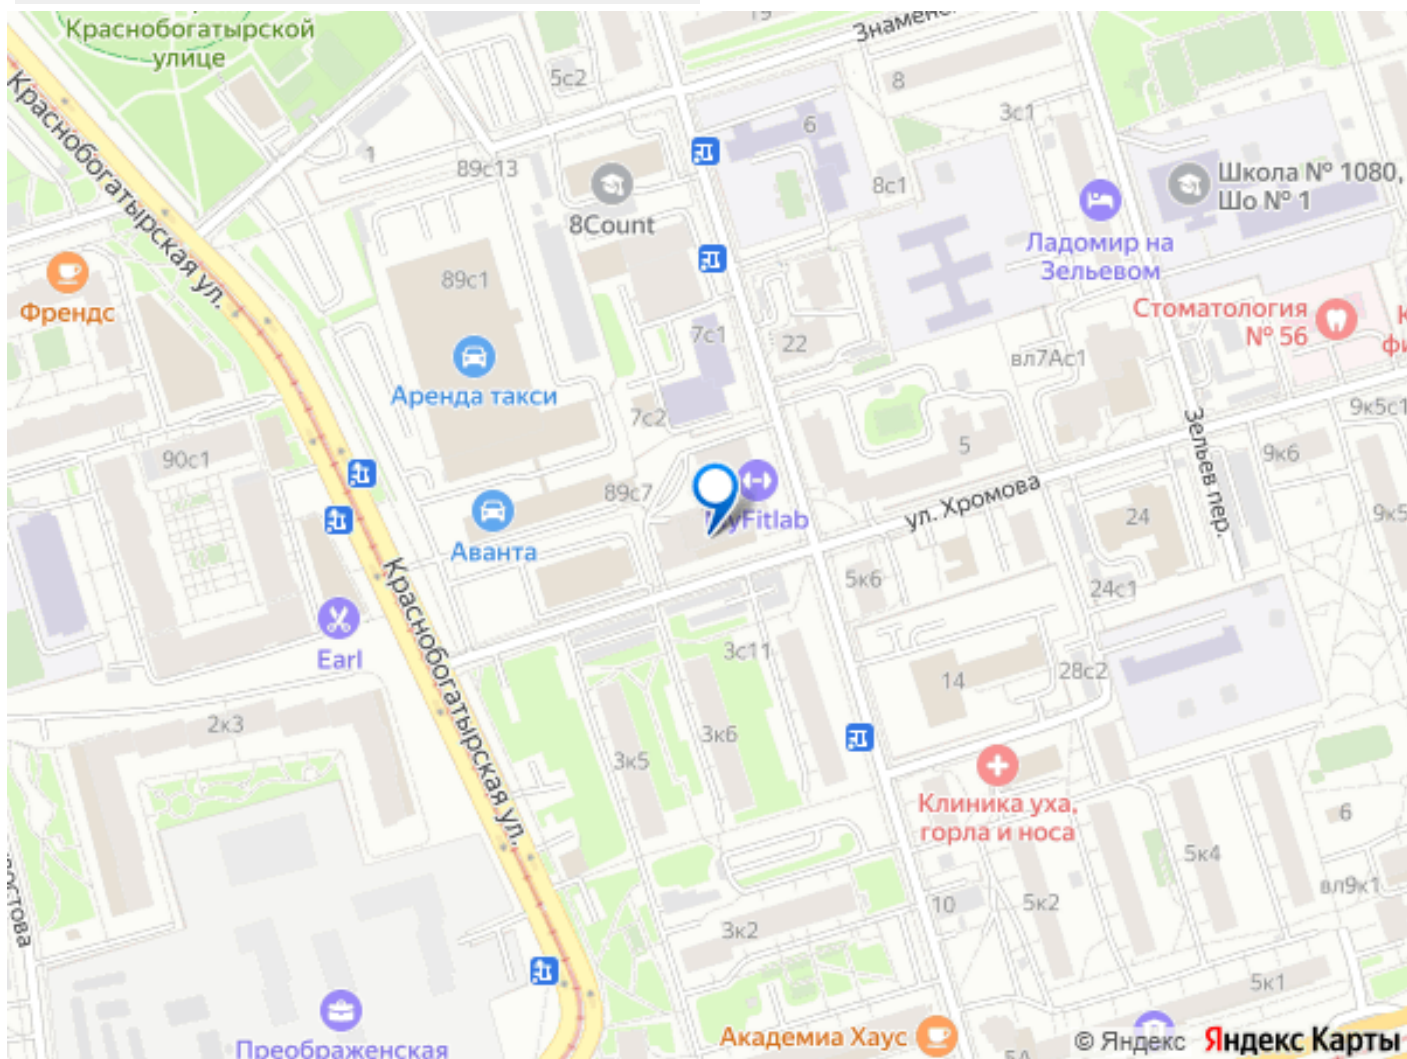 Краснобогатырской
улице
19
Знамен
5с2
8
3с1
Краснобогатырская ул.
1
89с13
6
8с1
Школа № 1080,
Шо № 1
8Count
Ладомир на
Зельевом
Френдс
89с1
7с1
22
Стоматология
№ 56
вл7Ас1
Аренда такси
7с2
9к5с1
90с1
5
Зельев пер.
9к6
89с7
ул. Хромова
yFitlab
24
9к5
Аванта
5к6
24с1
Краснобогатырская ул.
Earl
3с11
14
28с2
2к3
3к6
3к5
Клиника уха,
горла и носа
6
5к4
вл9к1
10
5к2
3к2
5к1
Преображенская
Академиа Хаус
5А
© Яндекс Яндекс Карты